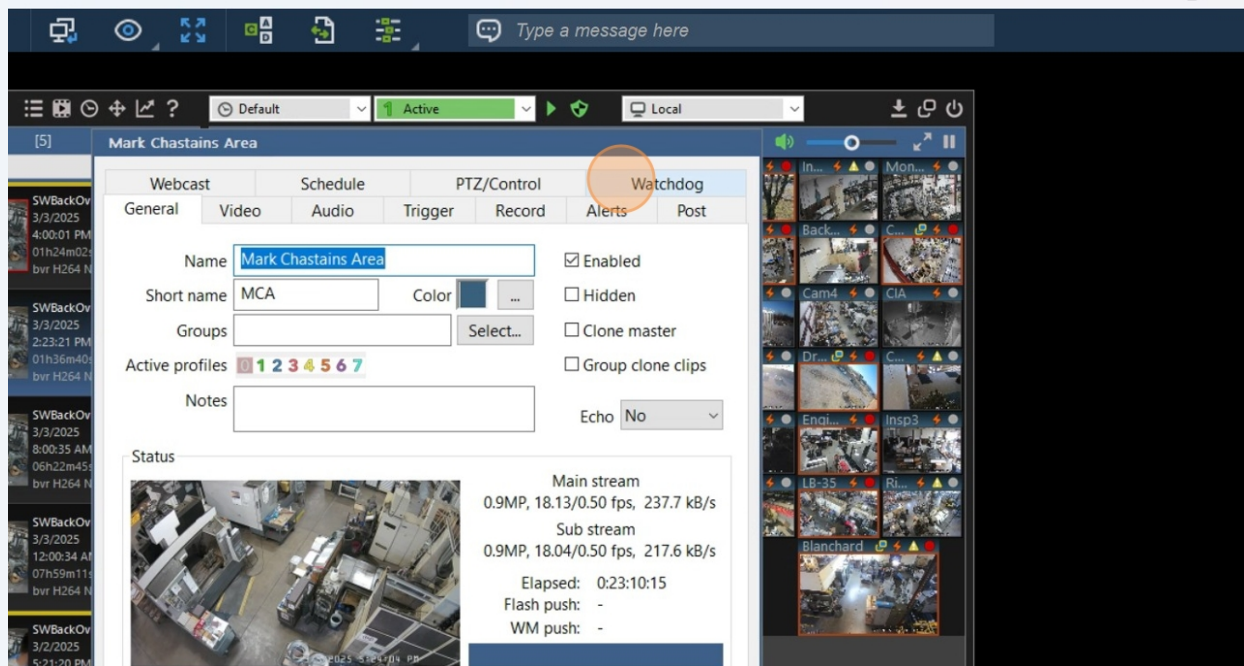 Type a message here
Default
Active
Local
[5]
Mark Chastains Area
Webcast
Schedule
PTZ/Control
Watchdog
General
Video
Audio
Trigger
Record
Alerts
Post
Name
Mark Chastains Area
Enabled
Short name
MCA
Color
...
Hidden
Groups
Select...
Clone master
Active profiles
0 1 2 3 4 5 6 7
Group clone clips
Notes
Echo
No
Status
Main stream
0.9MP, 18.13/0.50 fps, 237.7 kB/s
Sub stream
0.9MP, 18.04/0.50 fps, 217.6 kB/s
Elapsed: 0:23:10:15
Flash push: -
WM push: -
SWBackOv
3/3/2025
4:00:01 PM
01h24m02s
bvr H264 N
SWBackOv
3/3/2025
2:23:21 PM
01h36m40s
bvr H264 N
SWBackOv
3/3/2025
8:00:35 AM
06h22m45s
bvr H264 N
SWBackOv
3/3/2025
12:00:34 A
07h59m11s
bvr H264 N
SWBackOv
3/2/2025
5:21:20 PM
In...
Mon...
Back...
C...
Cam4
CIA
Dr...
C...
Engi...
Insp3
LB-35
Ri...
Blanchard